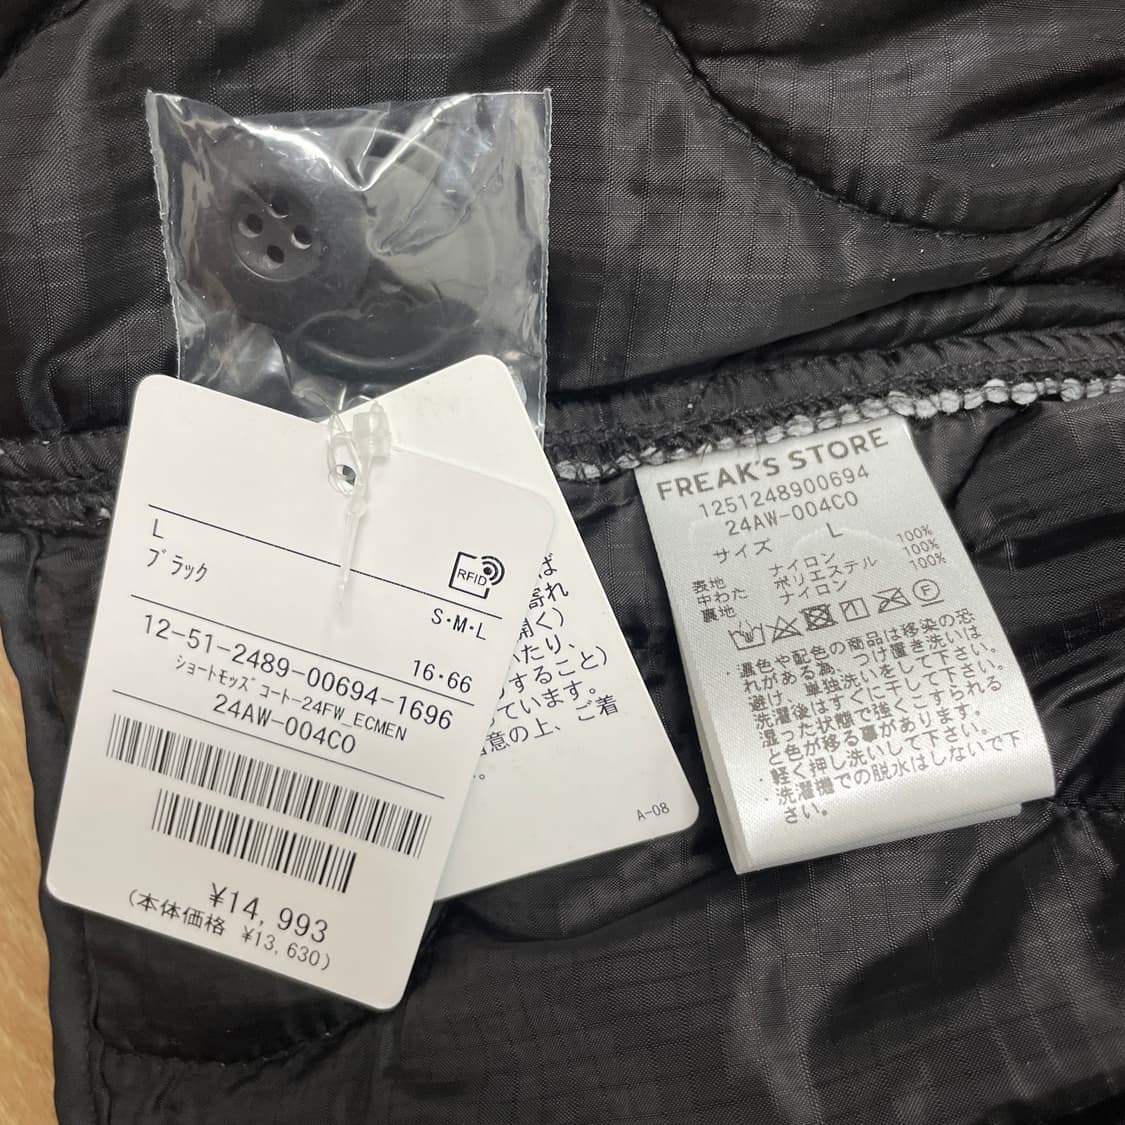 L
ブラック
RFID
S・M・L
16・66
12-51-2489-00694-1696
ショートモッズコート-24FW_ECMEN
24AW-004CO
¥14,993
(本体価格 ¥13,630)
ば
寄れ
開く)
いたり、
すること)
っています。
意の上、ご着
。
A-08
FREAK'S STORE
1251248900694
24AW-004CO
サイズ L
表地 ナイロン 100%
中わた ポリエステル 100%
裏地 ナイロン 100%
F
・濃色や配色の商品は移染の恐
れがある為、つけ置き洗いは
避け、単独洗いをして下さい。
洗濯後はすぐに干して下さい。
湿った状態で強くこすられる
と色が移る事があります。
・軽く押し洗いして下さい。
・洗濯機での脱水はしないで下
さい。